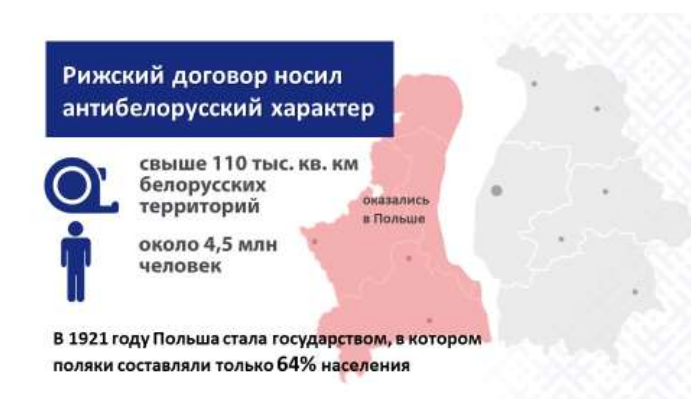 Рижский договор носил
антибелорусский характер
свыше 110 тыс. кв. км
белорусских
территорий
оказались
в Польше
около 4,5 млн
человек
В 1921 году Польша стала государством, в котором
поляки составляли только 64% населения